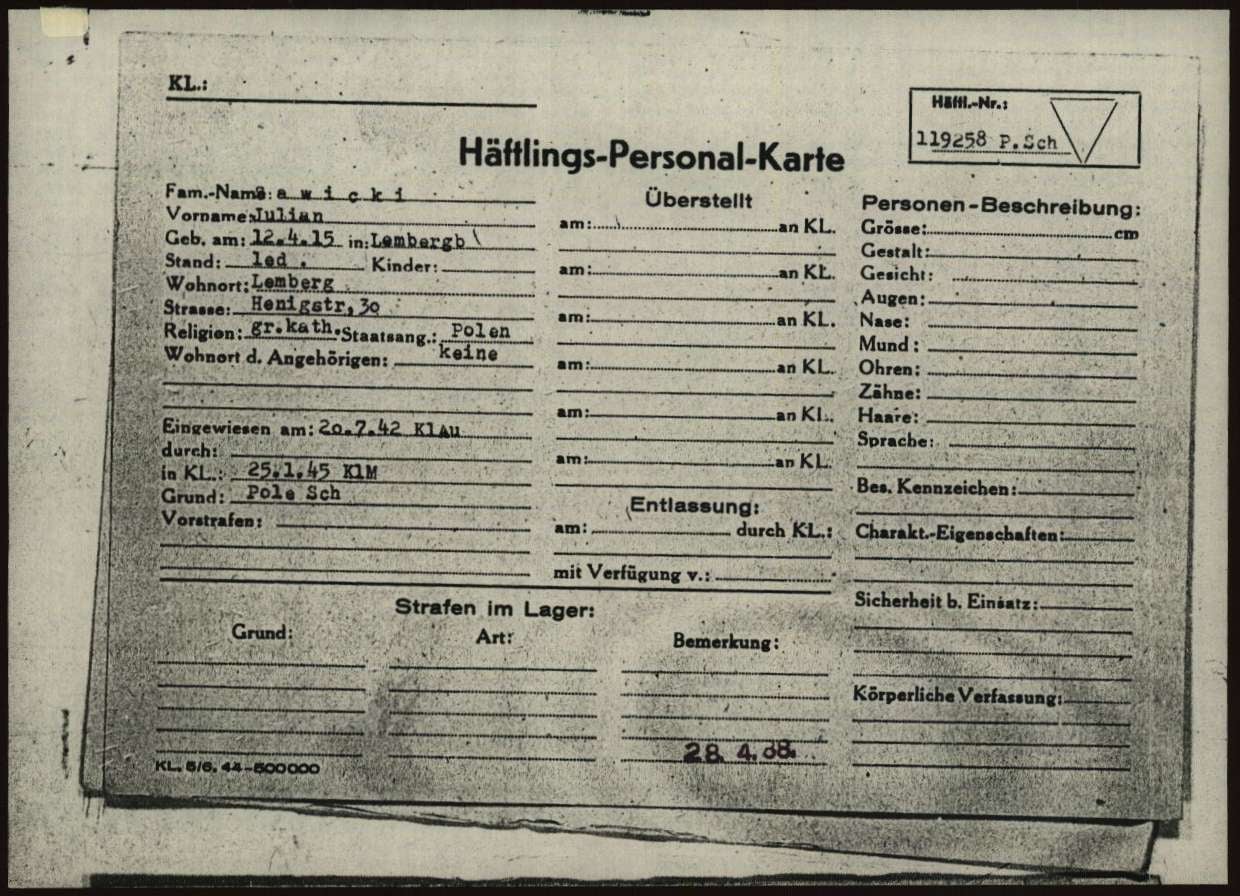 KL.:
Häftl.-Nr.:
119258 P.Sch
Häftlings-Personal-Karte
Fam.-Name: S a w i c k i
Vorname: Julian
Geb. am: 12.4.15 in: Lembergb
Stand: led. Kinder:
Wohnort: Lemberg
Strasse: Henigstr, 3o
Religion: gr.kath. Staatsang.: Polen
Wohnort d. Angehörigen: keine
Eingewiesen am: 2o.7.42 KlAu
durch:
in KL.: 25.1.45 KlM
Grund: Pole Sch
Vorstrafen:
Überstellt
am: an KL.
am: an KL.
am: an KL.
am: an KL.
am: an KL.
am: an KL.
Entlassung:
am: durch KL.:
mit Verfügung v.:
Personen-Beschreibung:
Grösse: cm
Gestalt:
Gesicht:
Augen:
Nase:
Mund:
Ohren:
Zähne:
Haare:
Sprache:
Bes. Kennzeichen:
Charakt.-Eigenschaften:
Sicherheit b. Einsatz:
Körperliche Verfassung:
Strafen im Lager:
Grund: Art: Bemerkung:
28. 4. 88.
KL. 5/6. 44-500000